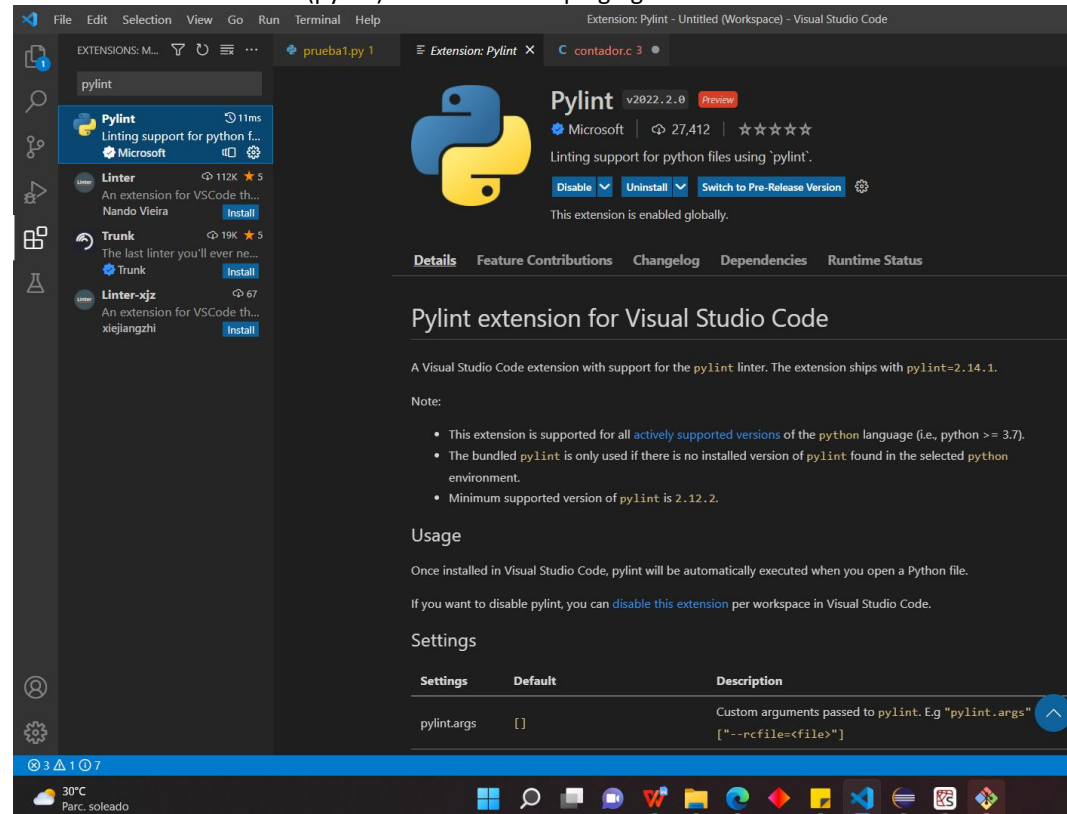 File Edit Selection View Go Run Terminal Help Extension: Pylint - Untitled (Workspace) - Visual Studio Code
EXTENSIONS: M...
prueba1.py 1
Extension: Pylint
contador.c 3
1
pylint
Pylint 11ms
Linting support for python f...
Microsoft
Linter
Linter 112K 5
An extension for VSCode th...
Nando Vieira Install
Trunk 19K 5
The last linter you'll ever ne...
Trunk Install
Linter
Linter-xjz 67
An extension for VSCode th...
xiejiangzhi Install
Pylint v2022.2.0 Preview
Microsoft 27,412
Linting support for python files using `pylint`.
Disable Uninstall Switch to Pre-Release Version
This extension is enabled globally.
Details Feature Contributions Changelog Dependencies Runtime Status
Pylint extension for Visual Studio Code
A Visual Studio Code extension with support for the pylint linter. The extension ships with pylint=2.14.1.
Note:
• This extension is supported for all actively supported versions of the python language (i.e., python >= 3.7).
• The bundled pylint is only used if there is no installed version of pylint found in the selected python
environment.
• Minimum supported version of pylint is 2.12.2.
Usage
Once installed in Visual Studio Code, pylint will be automatically executed when you open a Python file.
If you want to disable pylint, you can disable this extension per workspace in Visual Studio Code.
Settings
Settings Default Description
pylint.args [] Custom arguments passed to pylint. E.g "pylint.args"
["--rcfile=<file>"]
3 1 7
30°C
Parc. soleado